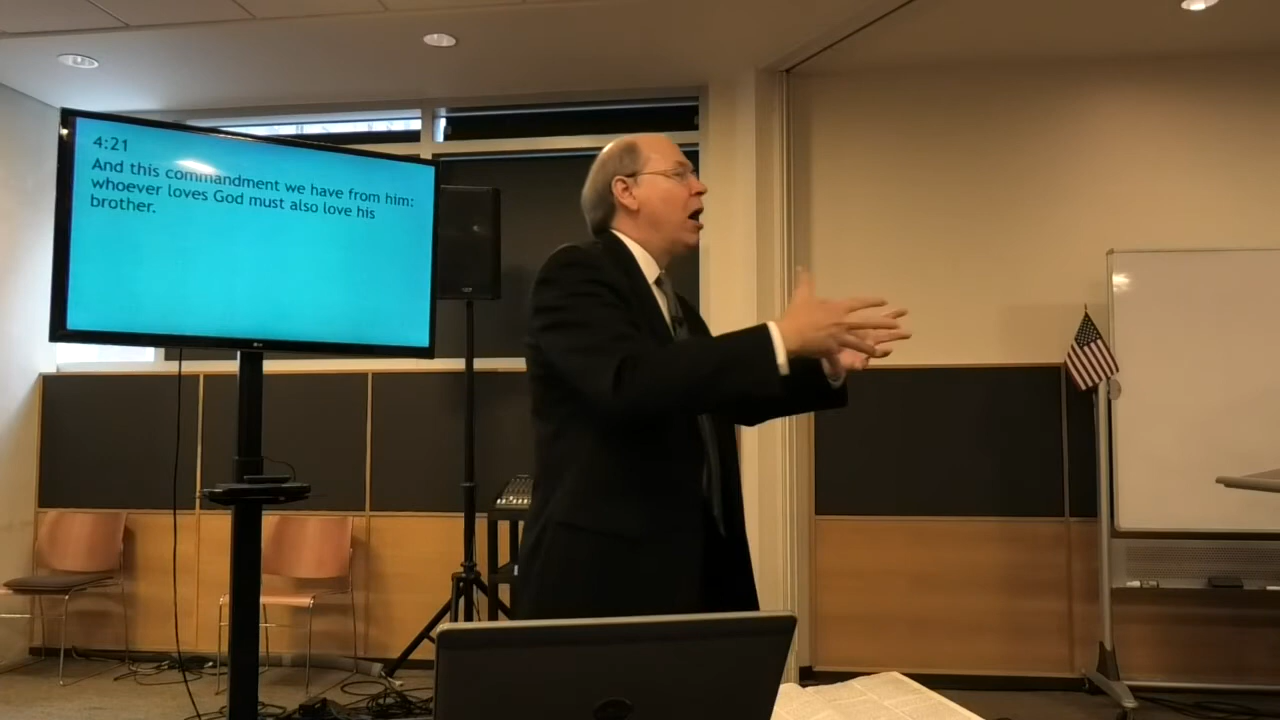 4:21
And this commandment we have from him:
whoever loves God must also love his
brother.